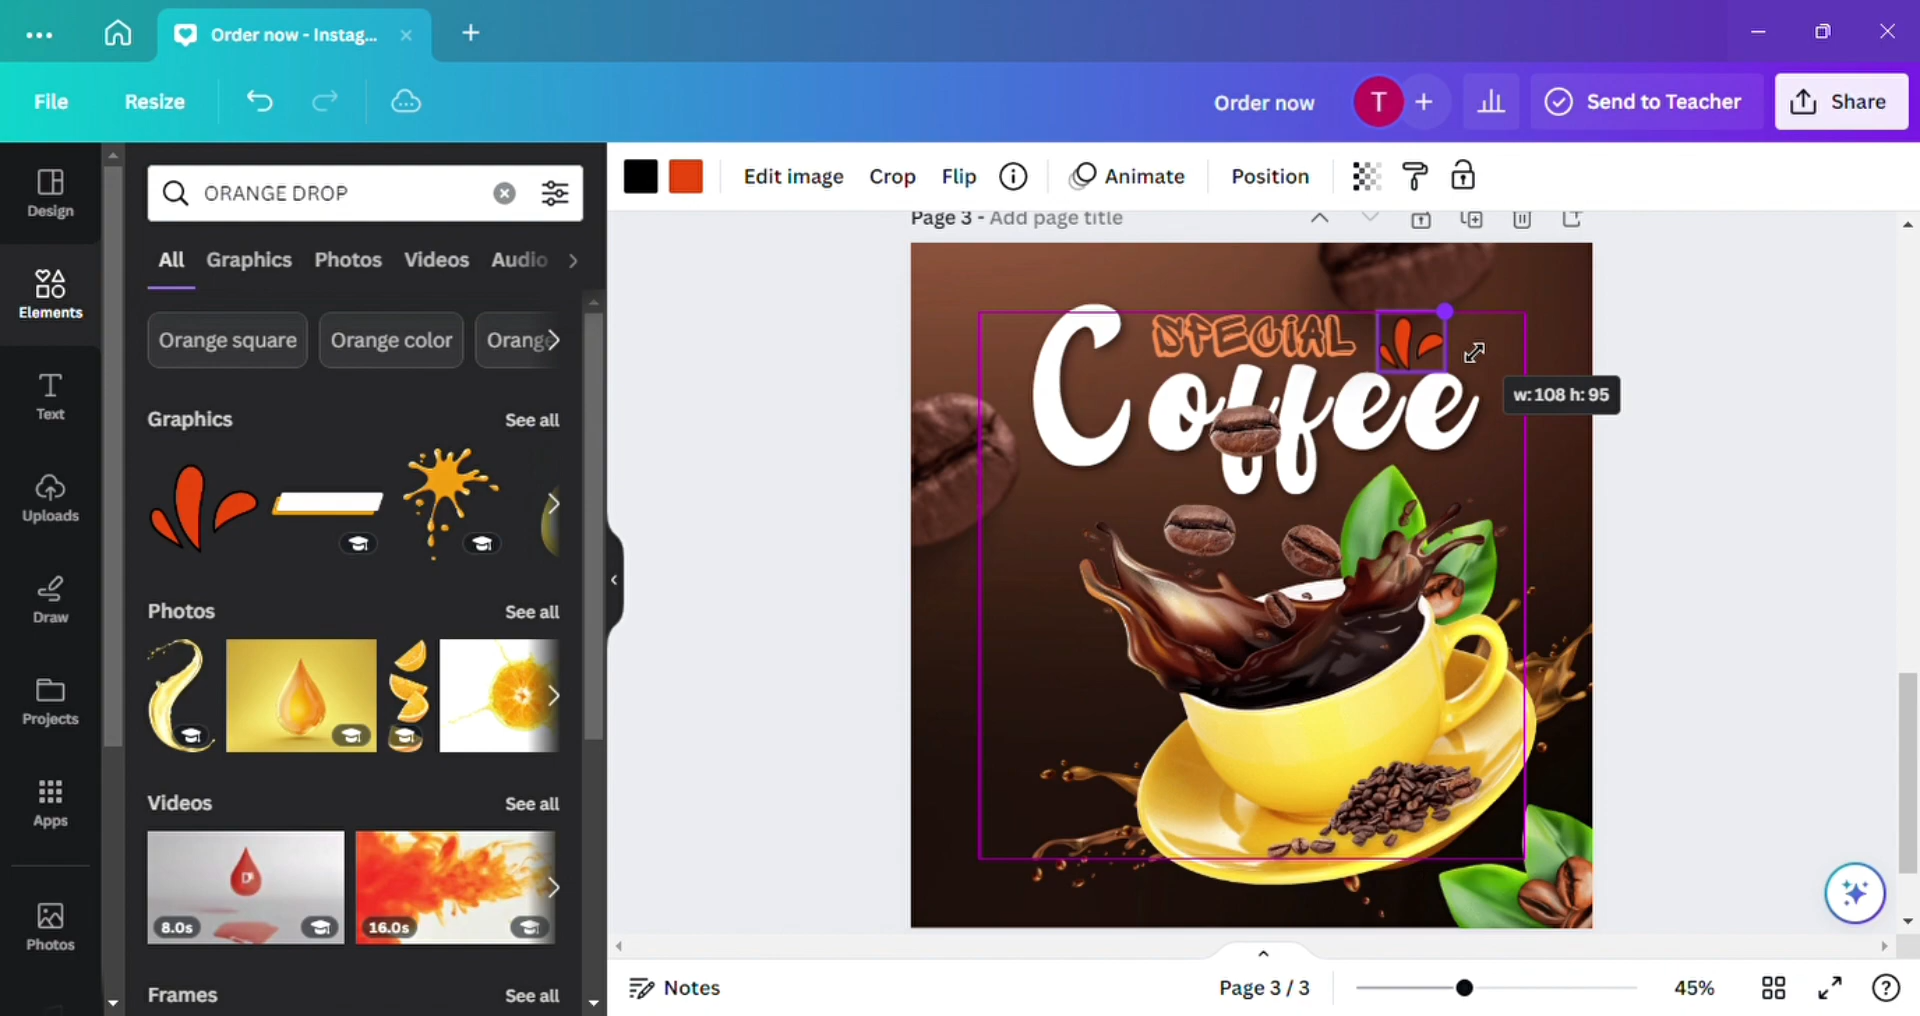 Order now - Instag...
File
Resize
Order now
T
Send to Teacher
Share
Design
Elements
Text
Uploads
Draw
Projects
Apps
Photos
ORANGE DROP
All
Graphics
Photos
Videos
Audio
Orange square
Orange color
Orange
Graphics
See all
Photos
See all
Videos
See all
8.0s
16.0s
Frames
See all
Edit image
Crop
Flip
Animate
Position
Page 3 - Add page title
SPECIAL
Coffee
w: 108 h: 95
Notes
Page 3 / 3
45%